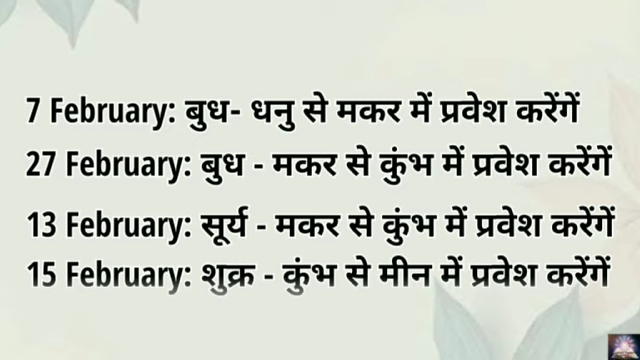 7 February: बुध- धनु से मकर में प्रवेश करेंगें
27 February: बुध - मकर से कुंभ में प्रवेश करेंगें
13 February: सूर्य - मकर से कुंभ में प्रवेश करेंगें
15 February: शुक्र - कुंभ से मीन में प्रवेश करेंगें